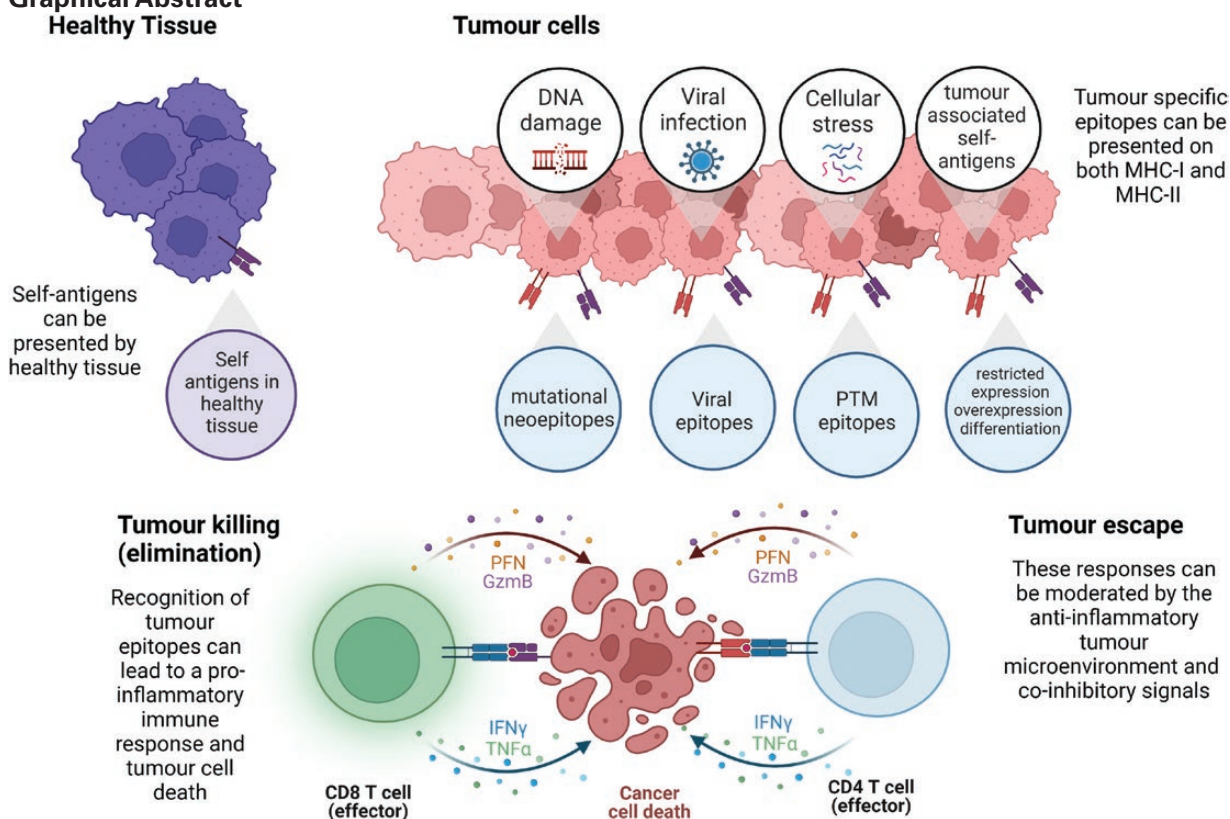 Graphical Abstract
Healthy Tissue
Tumour cells
DNA
damage
Viral
infection
Cellular
stress
tumour
associated
self-
antigens
Tumour specific
epitopes can be
presented on
both MHC-I and
MHC-II
Self-antigens
can be
presented by
healthy tissue
Self
antigens in
healthy
tissue
mutational
neoepitopes
Viral
epitopes
PTM
epitopes
restricted
expression
overexpression
differentiation
Tumour killing
(elimination)
Recognition of
tumour
epitopes can
lead to a pro-
inflammatory
immune
response and
tumour cell
death
PFN
GzmB
PFN
GzmB
IFNγ
TNFα
IFNγ
TNFα
CD8 T cell
(effector)
Cancer
cell death
CD4 T cell
(effector)
Tumour escape
These responses can
be moderated by the
anti-inflammatory
tumour
microenvironment and
co-inhibitory signals